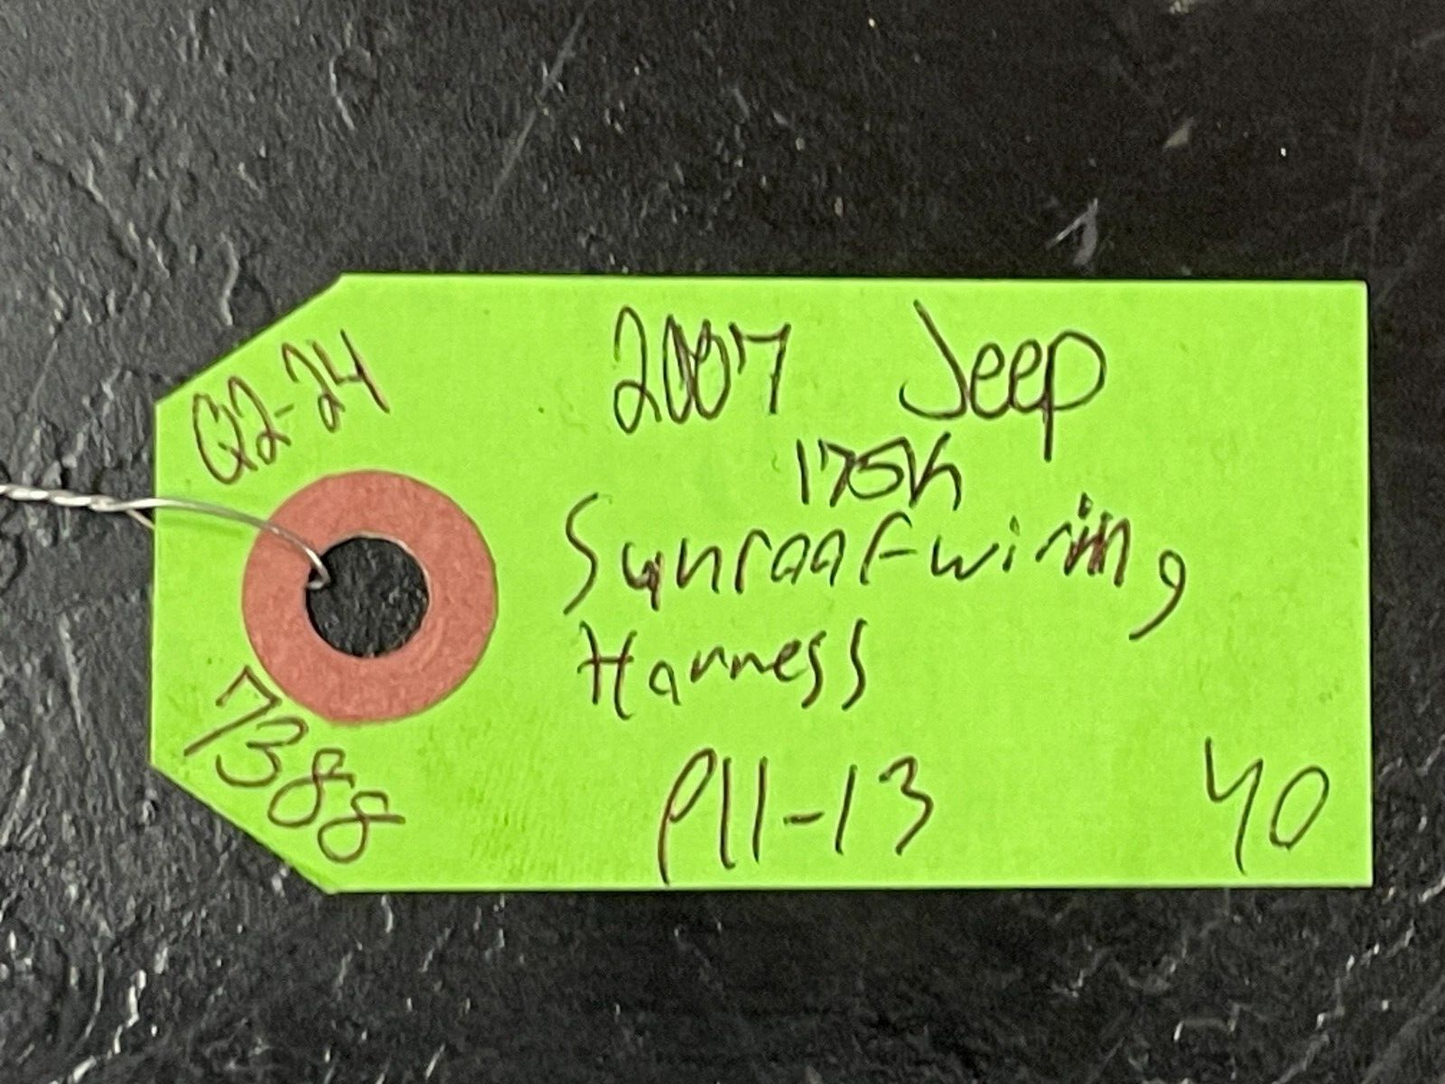 Q2-24
2007 Jeep
175K
Sunroof wiring
Harness
7388
P11-13
40